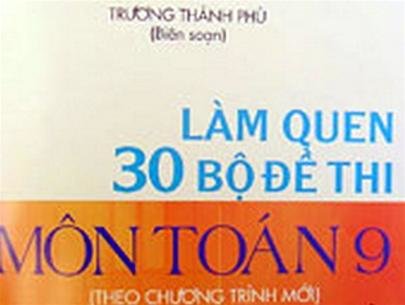 TRƯƠNG THÀNH PHÚ
(Biên soạn)
LÀM QUEN
30 BỘ ĐỀ THI
MÔN TOÁN 9
(THEO CHƯƠNG TRÌNH MỚI)